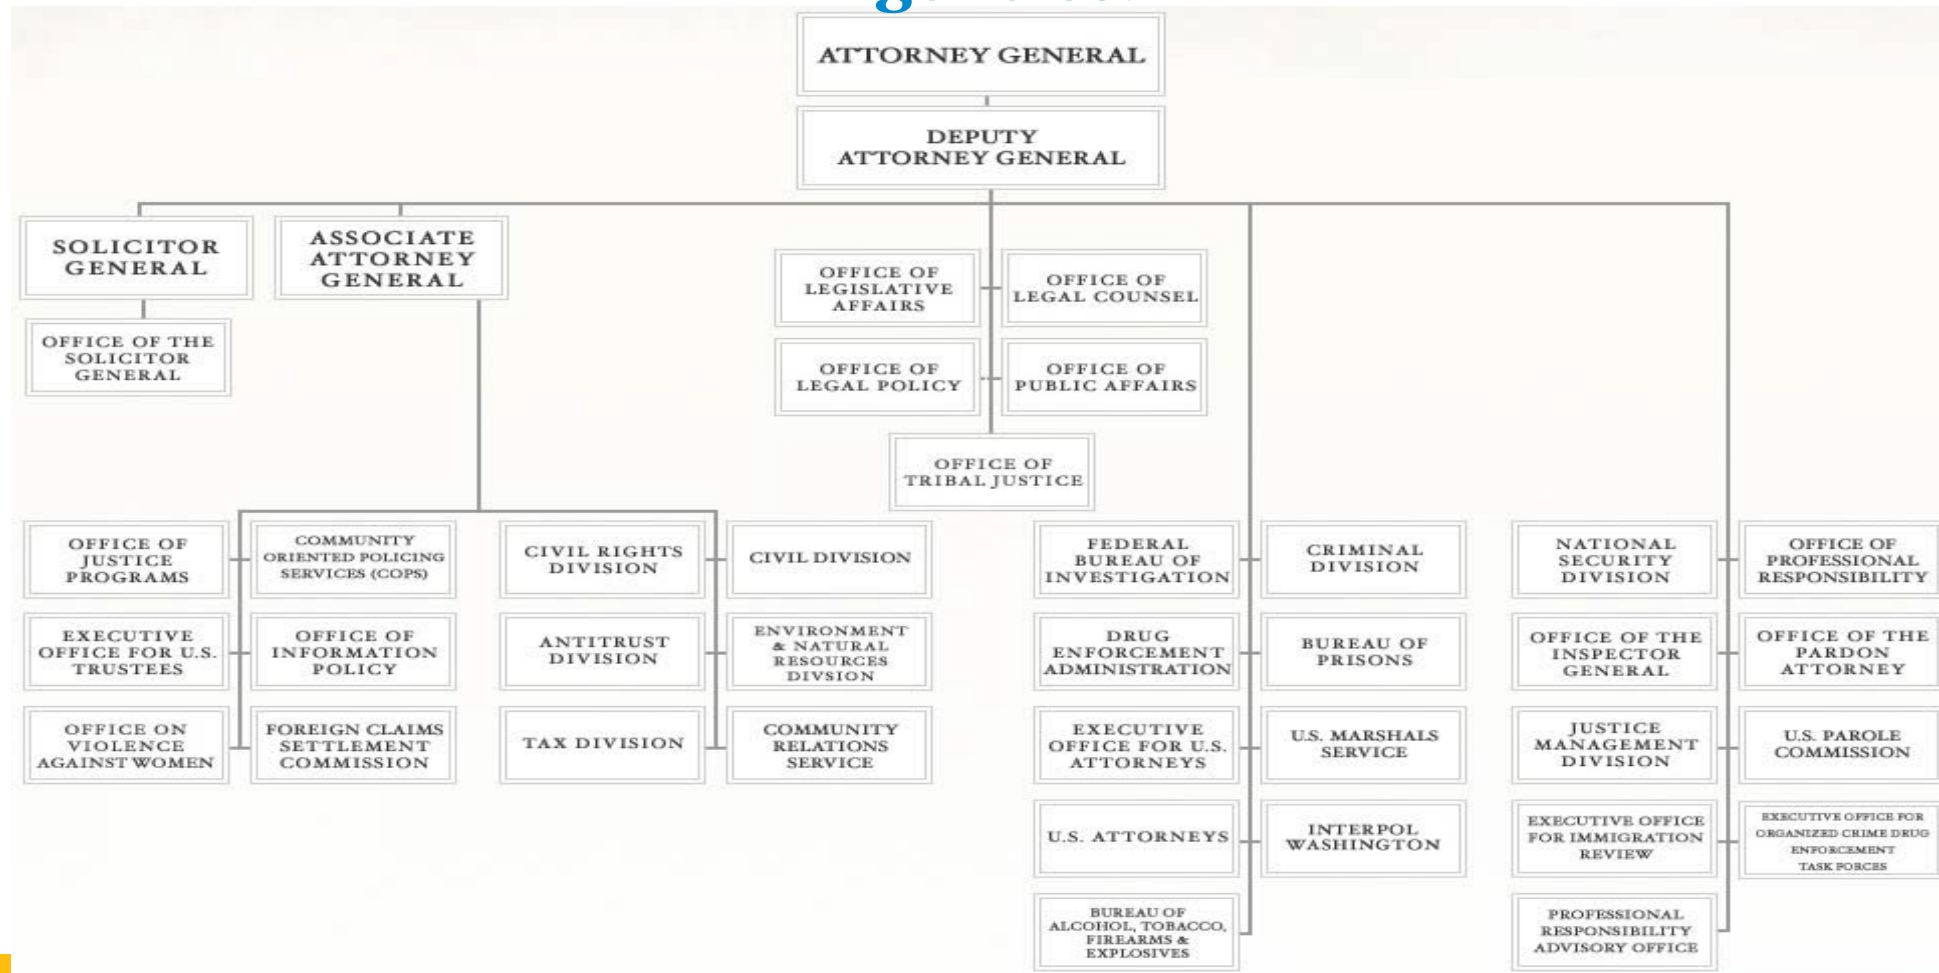 ATTORNEY GENERAL
DEPUTY
ATTORNEY GENERAL
SOLICITOR
GENERAL
ASSOCIATE
ATTORNEY
GENERAL
OFFICE OF THE
SOLICITOR
GENERAL
OFFICE OF
LEGISLATIVE
AFFAIRS
OFFICE OF
LEGAL COUNSEL
OFFICE OF
LEGAL POLICY
OFFICE OF
PUBLIC AFFAIRS
OFFICE OF
TRIBAL JUSTICE
OFFICE OF
JUSTICE
PROGRAMS
COMMUNITY
ORIENTED POLICING
SERVICES (COPS)
CIVIL RIGHTS
DIVISION
CIVIL DIVISION
FEDERAL
BUREAU OF
INVESTIGATION
CRIMINAL
DIVISION
NATIONAL
SECURITY
DIVISION
OFFICE OF
PROFESSIONAL
RESPONSIBILITY
EXECUTIVE
OFFICE FOR U.S.
TRUSTEES
OFFICE OF
INFORMATION
POLICY
ANTITRUST
DIVISION
ENVIRONMENT
& NATURAL
RESOURCES
DIVSION
DRUG
ENFORCEMENT
ADMINISTRATION
BUREAU OF
PRISONS
OFFICE OF THE
INSPECTOR
GENERAL
OFFICE OF THE
PARDON
ATTORNEY
OFFICE ON
VIOLENCE
AGAINST WOMEN
FOREIGN CLAIMS
SETTLEMENT
COMMISSION
TAX DIVISION
COMMUNITY
RELATIONS
SERVICE
EXECUTIVE
OFFICE FOR U.S.
ATTORNEYS
U.S. MARSHALS
SERVICE
JUSTICE
MANAGEMENT
DIVISION
U.S. PAROLE
COMMISSION
U.S. ATTORNEYS
INTERPOL
WASHINGTON
EXECUTIVE OFFICE
FOR IMMIGRATION
REVIEW
EXECUTIVE OFFICE FOR
ORGANIZED CRIME DRUG
ENFORCEMENT
TASK FORCES
BUREAU OF
ALCOHOL, TOBACCO,
FIREARMS &
EXPLOSIVES
PROFESSIONAL
RESPONSIBILITY
ADVISORY OFFICE